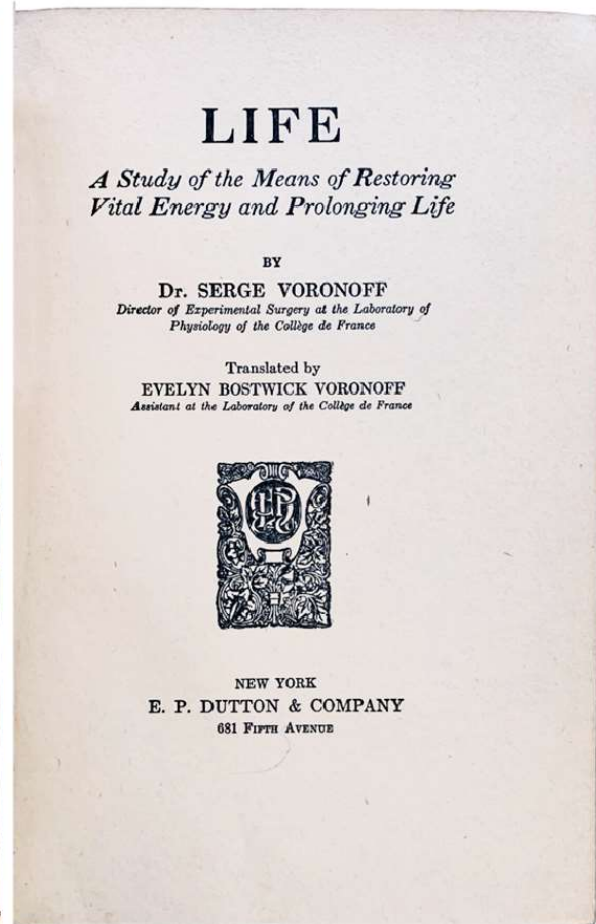 LIFE
A Study of the Means of Restoring
Vital Energy and Prolonging Life
BY
Dr. SERGE VORONOFF
Director of Experimental Surgery at the Laboratory of
Physiology of the Collège de France
Translated by
EVELYN BOSTWICK VORONOFF
Assistant at the Laboratory of the Collège de France
NEW YORK
E. P. DUTTON & COMPANY
681 FIFTH AVENUE